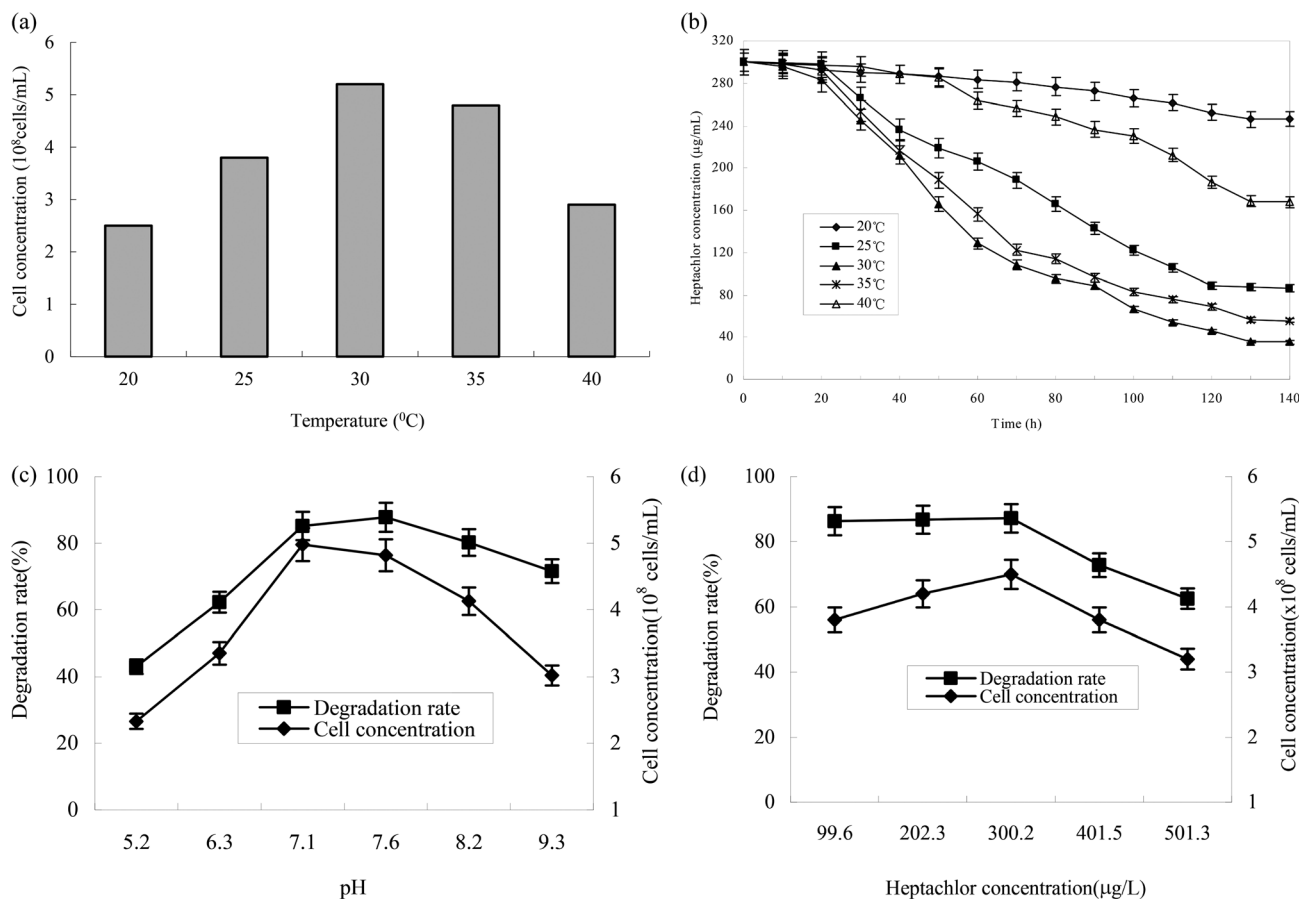 (a)
6
5
4
3
2
1
0
Cell concentration (10⁸cells/mL)
20 25 30 35 40
Temperature (⁰C)
(b)
320
280
240
200
160
120
80
40
0
Heptachlor concentration (μg/mL)
20℃
25℃
30℃
35℃
40℃
0 20 40 60 80 100 120 140
Time (h)
(c)
100
80
60
40
20
0
Degradation rate(%)
Degradation rate
Cell concentration
6
5
4
3
2
1
Cell concentration(10⁸ cells/mL)
5.2 6.3 7.1 7.6 8.2 9.3
pH
(d)
100
80
60
40
20
0
Degradation rate(%)
Degradation rate
Cell concentration
6
5
4
3
2
1
Cell concentration(x10⁸ cells/mL)
99.6 202.3 300.2 401.5 501.3
Heptachlor concentration(μg/L)